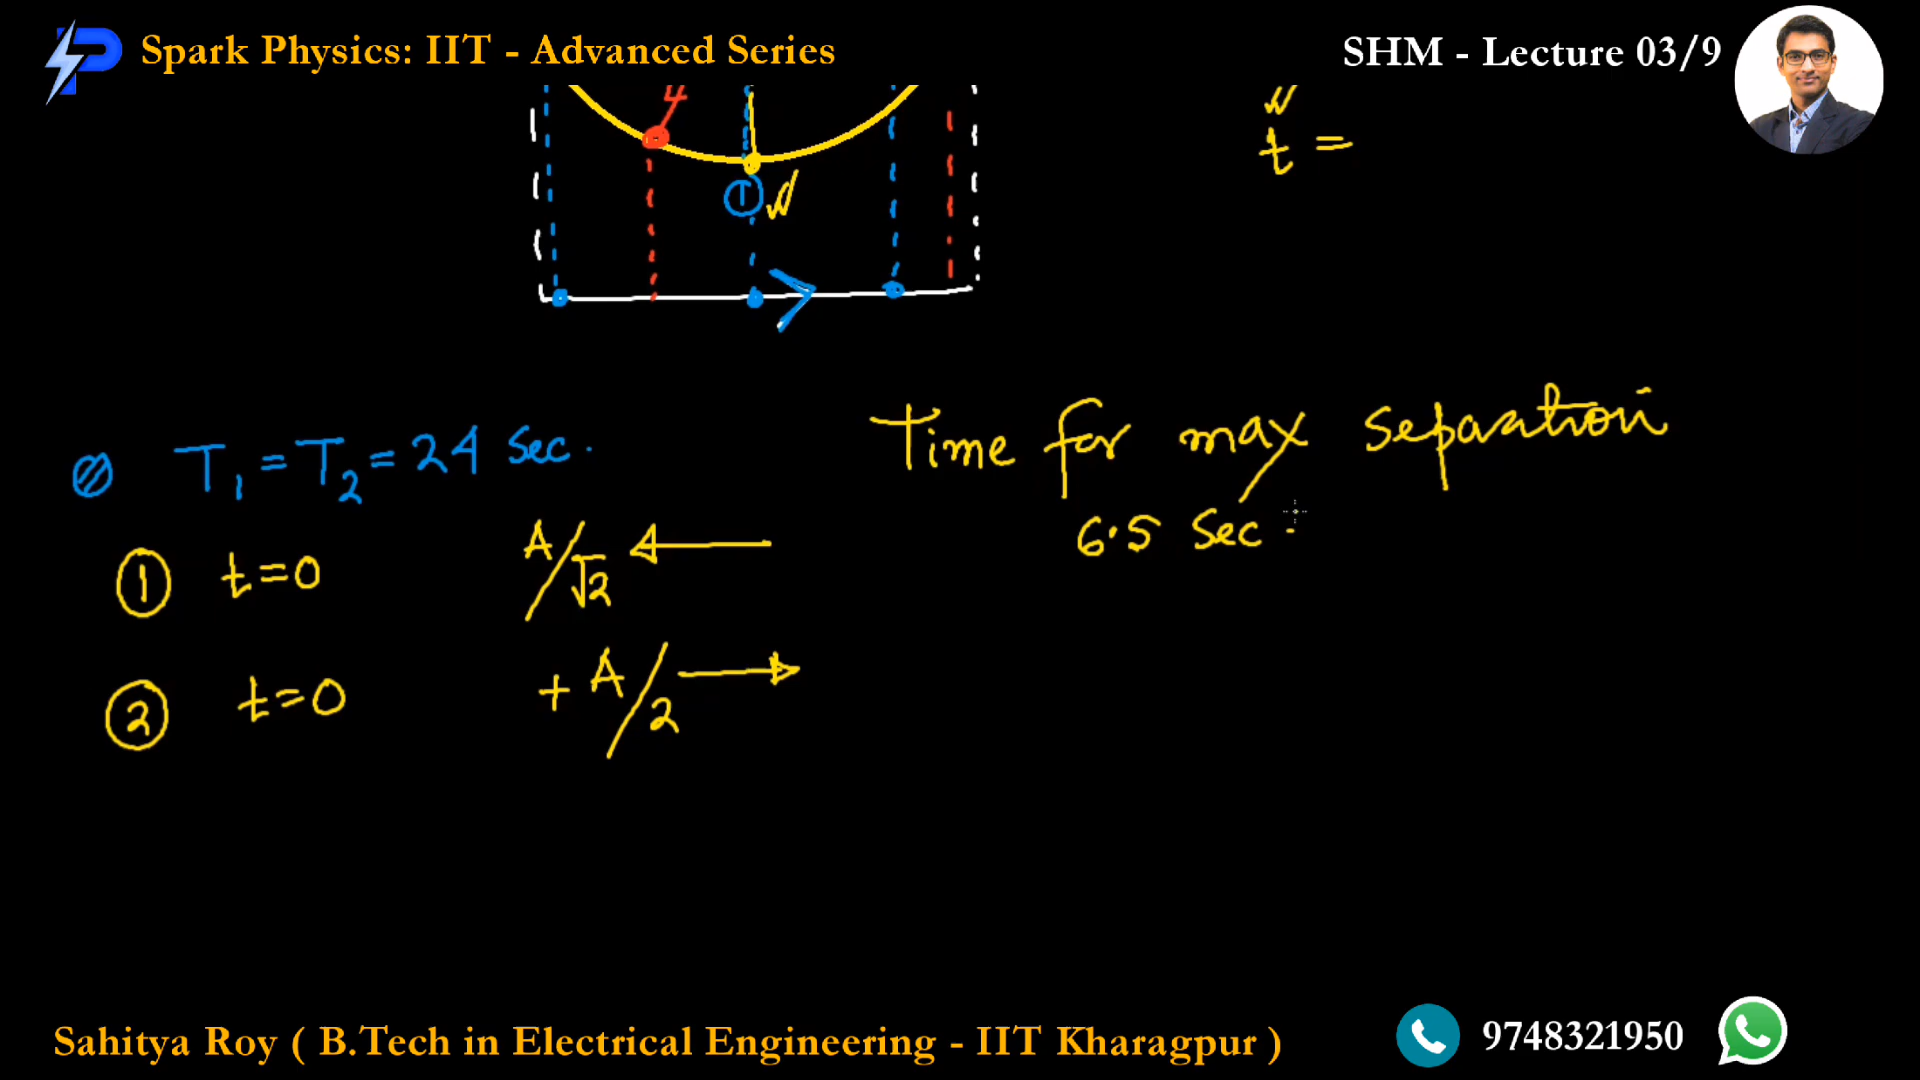 Spark Physics: IIT - Advanced Series
SHM - Lecture 03/9
4
t =
①
T₁ = T₂ = 24 Sec.
Time for max separation
6.5 Sec.
① t=0 A/√2 ←
② t=0 + A/2 →
Sahitya Roy ( B.Tech in Electrical Engineering - IIT Kharagpur )
9748321950